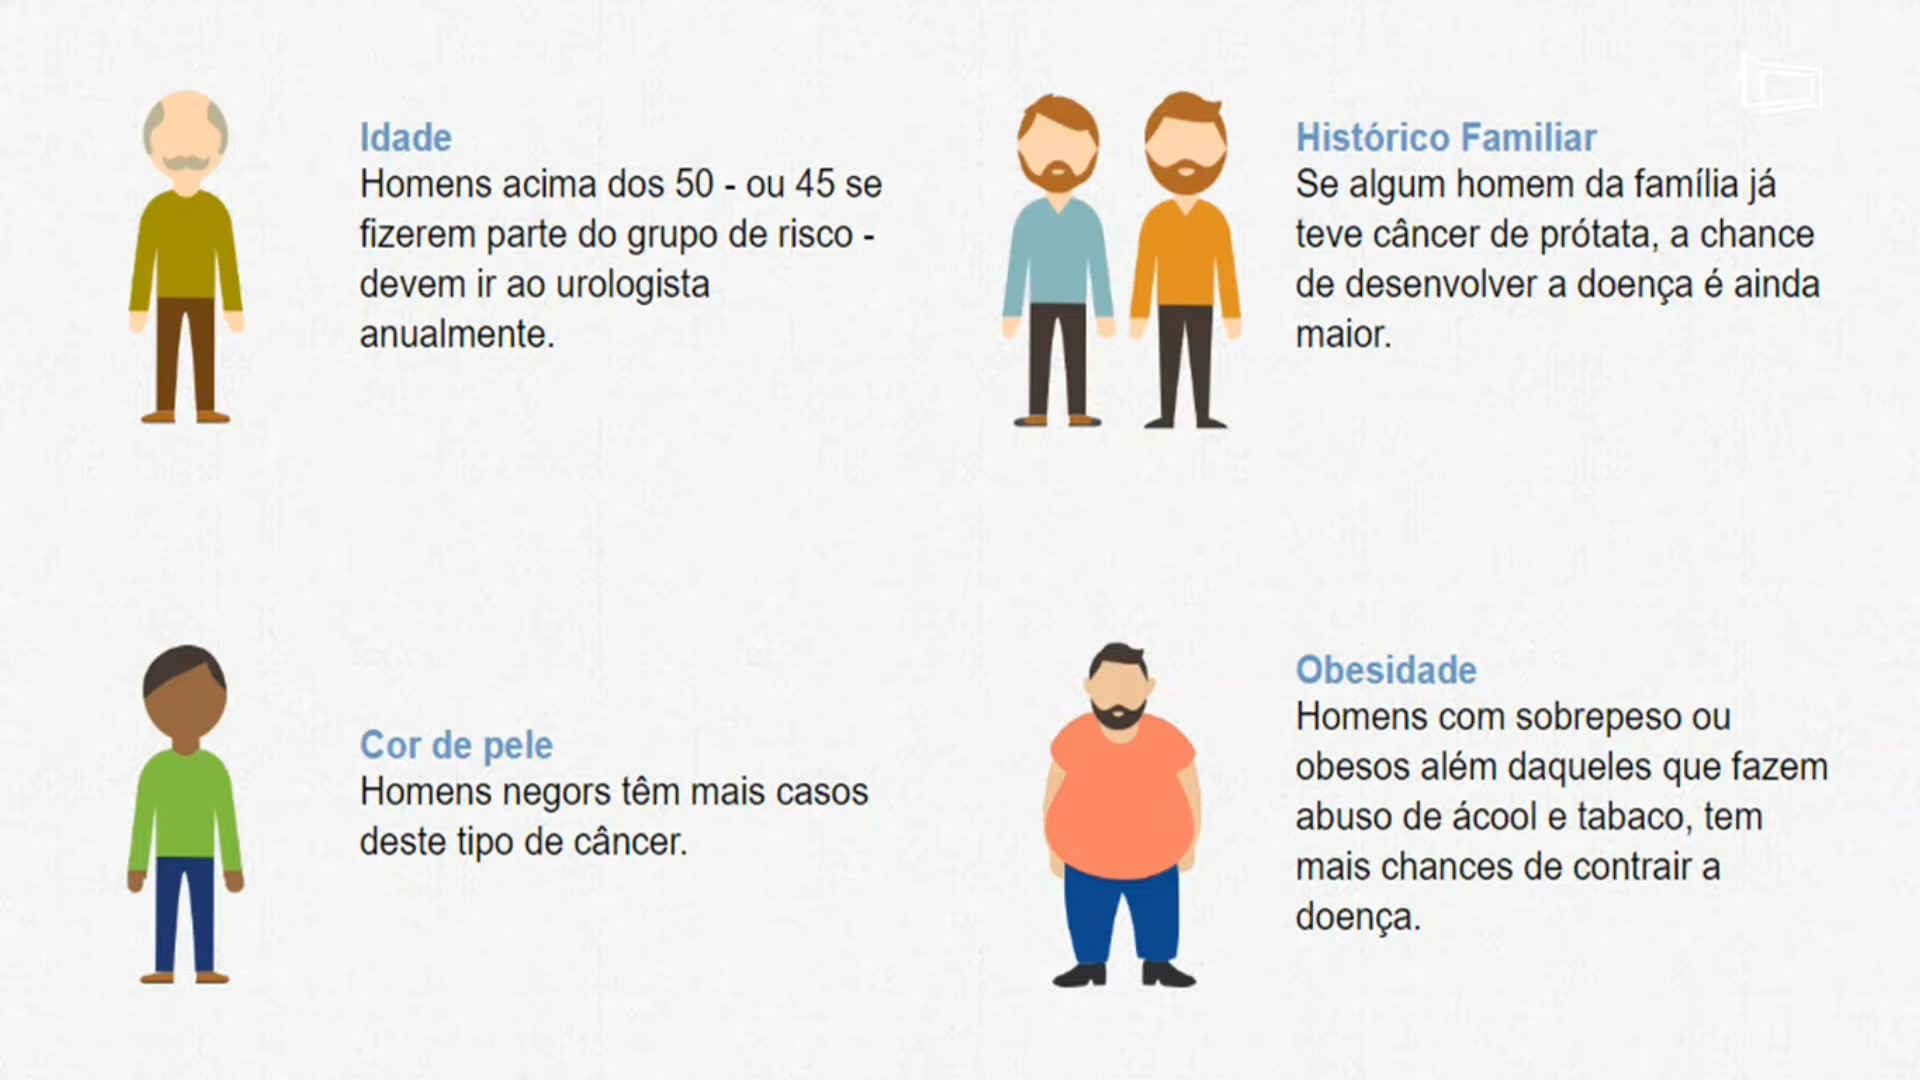 Idade
Homens acima dos 50 - ou 45 se
fizerem parte do grupo de risco -
devem ir ao urologista
anualmente.
Histórico Familiar
Se algum homem da família já
teve câncer de prótata, a chance
de desenvolver a doença é ainda
maior.
Cor de pele
Homens negors têm mais casos
deste tipo de câncer.
Obesidade
Homens com sobrepeso ou
obesos além daqueles que fazem
abuso de ácool e tabaco, tem
mais chances de contrair a
doença.